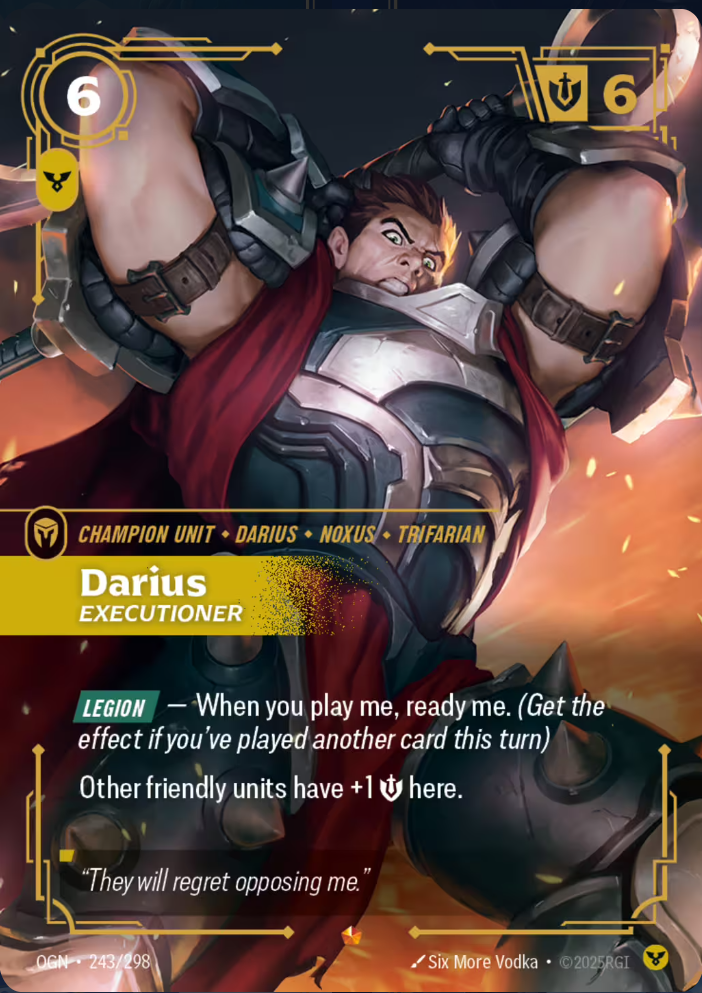 6
6
CHAMPION UNIT • DARIUS • NOXUS • TRIFARIAN
Darius
EXECUTIONER
LEGION — When you play me, ready me. (Get the
effect if you've played another card this turn)
Other friendly units have +1 here.
“They will regret opposing me.”
OGN • 243/298 Six More Vodka • ©2025RGI